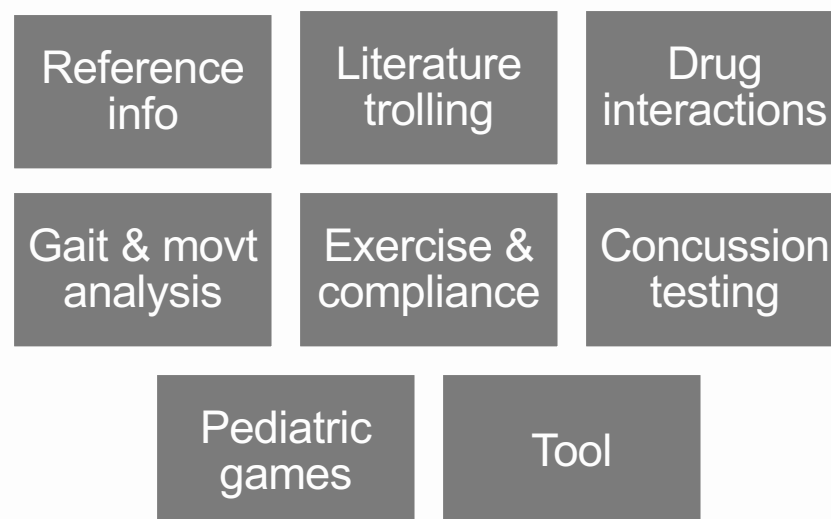 Reference
info
Literature
trolling
Drug
interactions
Gait & movt
analysis
Exercise &
compliance
Concussion
testing
Pediatric
games
Tool